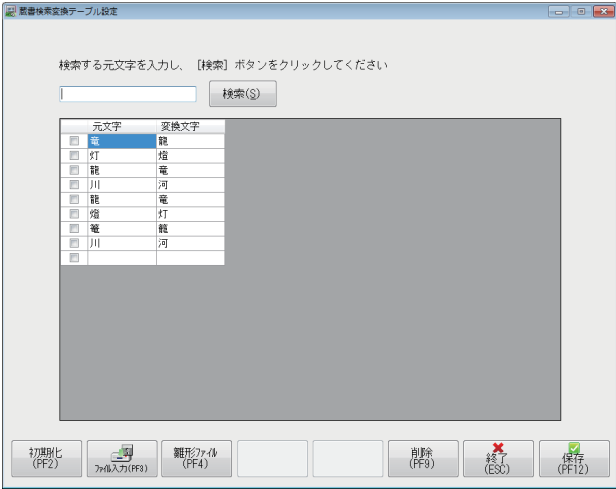 蔵書検索変換テーブル設定
検索する元文字を入力し、［検索］ボタンをクリックしてください
検索(S)
元文字 変換文字
竜 龍
灯 燈
龍 竜
川 河
龍 竜
燈 灯
篭 籠
川 河
初期化
(PF2)
ファイル入力(PF3)
雛形ファイル
(PF4)
削除
(PF9)
終了
(ESC)
保存
(PF12)